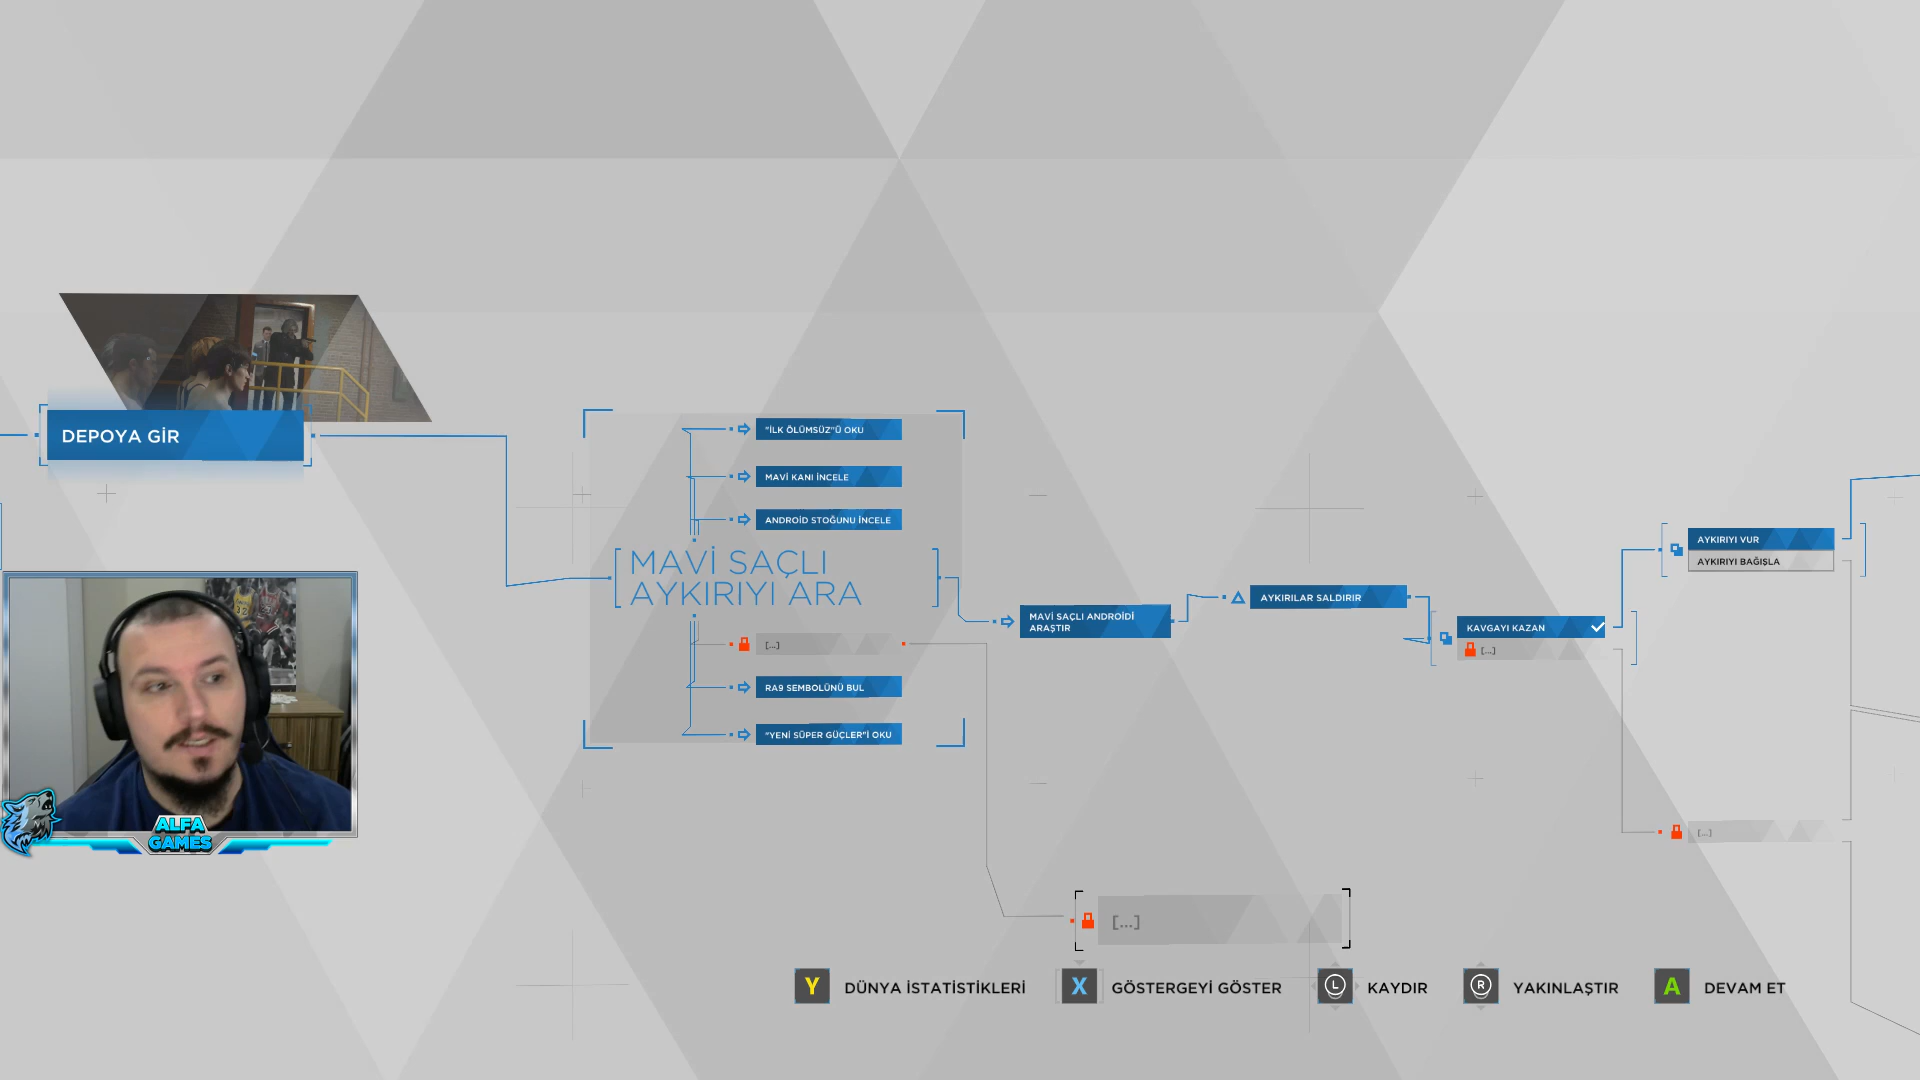 DEPOYA GİR
"İLK ÖLÜMSÜZ"Ü OKU
MAVİ KANI İNCELE
ANDROİD STOĞUNU İNCELE
MAVİ SAÇLI
AYKIRIYI ARA
[...]
RA9 SEMBOLÜNÜ BUL
"YENİ SÜPER GÜÇLER"İ OKU
MAVİ SAÇLI ANDROİDİ
ARAŞTIR
AYKIRILAR SALDIRIR
KAVGAYI KAZAN
[...]
AYKIRIYI VUR
AYKIRIYI BAĞIŞLA
[...]
[...]
ALFA
GAMES
Y DÜNYA İSTATİSTİKLERİ X GÖSTERGEYİ GÖSTER L KAYDIR R YAKINLAŞTIR A DEVAM ET